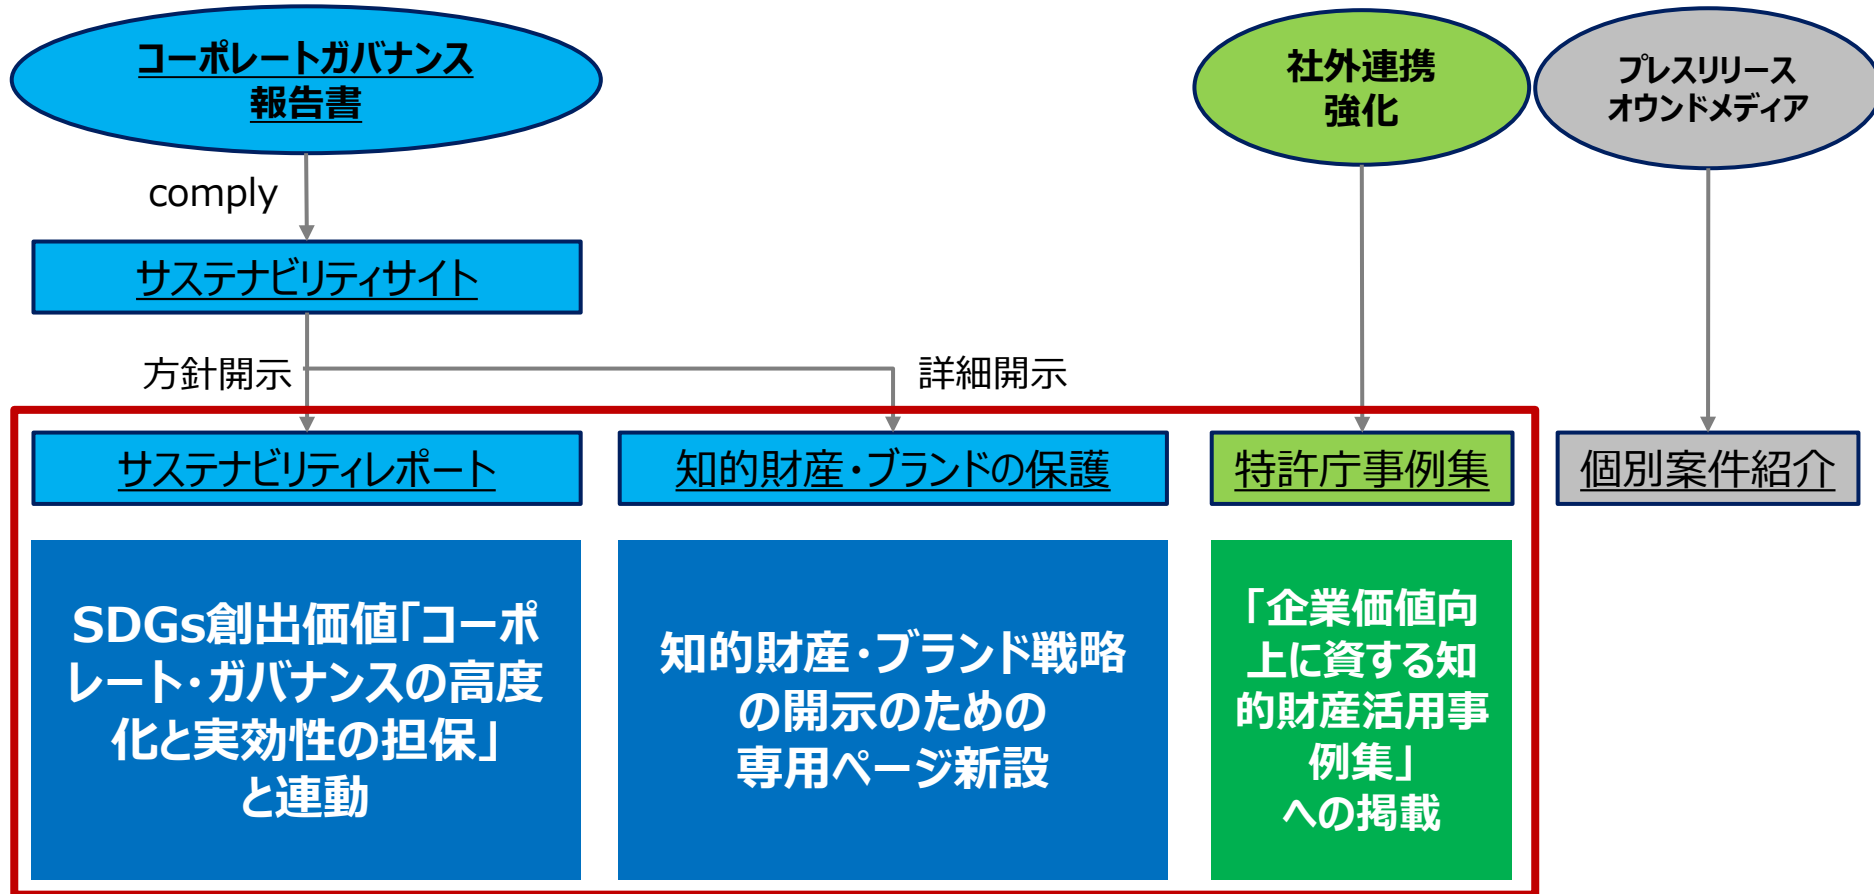 コーポレートガバナンス
報告書
社外連携
強化
プレスリリース
オウンドメディア
comply
サステナビリティサイト
方針開示
詳細開示
サステナビリティレポート
知的財産・ブランドの保護
特許庁事例集
個別案件紹介
SDGs創出価値「コーポ
レート・ガバナンスの高度
化と実効性の担保」
と連動
知的財産・ブランド戦略
の開示のための
専用ページ新設
「企業価値向
上に資する知
的財産活用事
例集」
への掲載